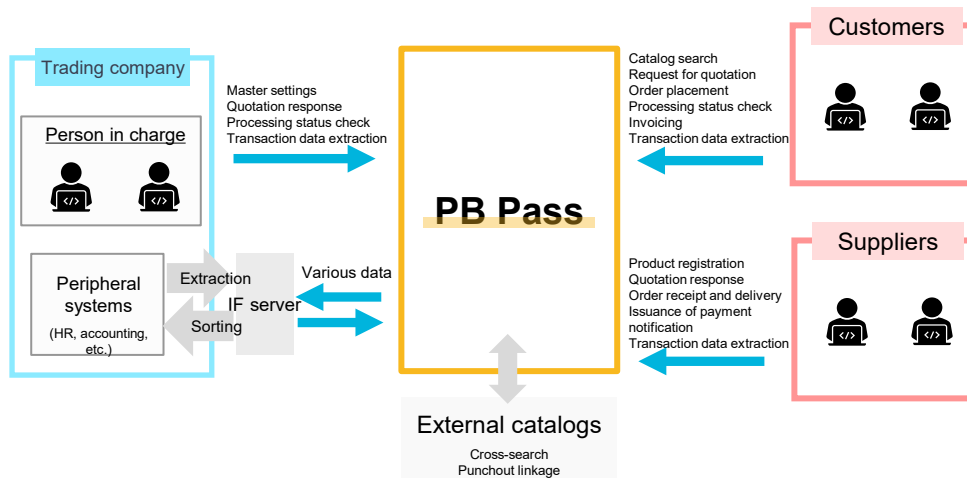 Trading company
Person in charge
Peripheral
systems
(HR, accounting,
etc.)
Extraction
Sorting
IF server
Master settings
Quotation response
Processing status check
Transaction data extraction
Various data
PB Pass
External catalogs
Cross-search
Punchout linkage
Customers
Catalog search
Request for quotation
Order placement
Processing status check
Invoicing
Transaction data extraction
Suppliers
Product registration
Quotation response
Order receipt and delivery
Issuance of payment
notification
Transaction data extraction